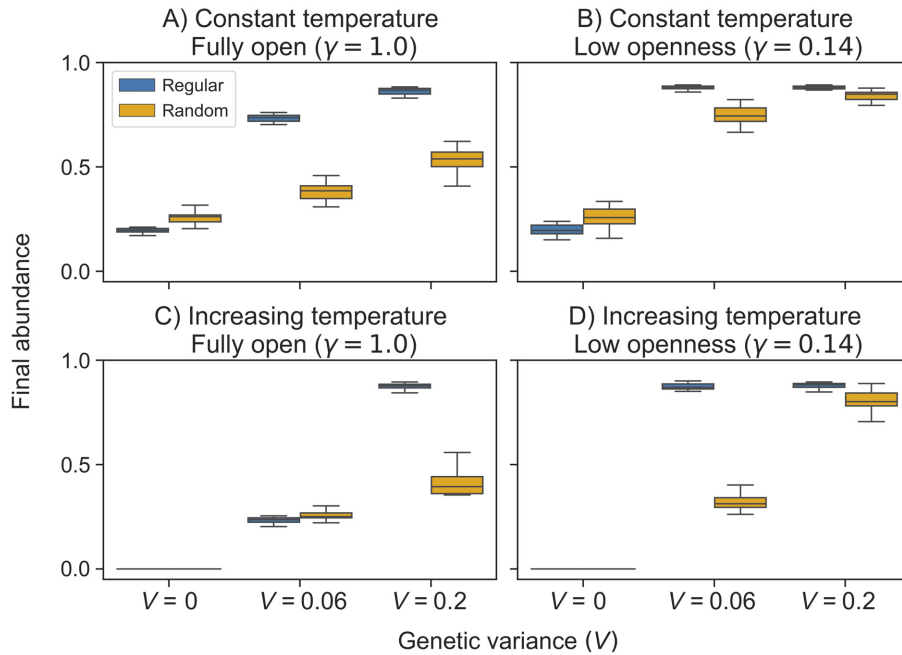 A) Constant temperature
Fully open (γ = 1.0)
B) Constant temperature
Low openness (γ = 0.14)
1.0
0.5
0.0
Regular
Random
C) Increasing temperature
Fully open (γ = 1.0)
D) Increasing temperature
Low openness (γ = 0.14)
1.0
0.5
0.0
Final abundance
V = 0
V = 0.06
V = 0.2
V = 0
V = 0.06
V = 0.2
Genetic variance (V)